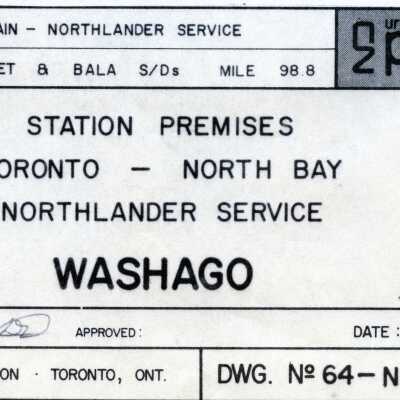 AIN – NORTHLANDER SERVICE
ET & BALA S/Ds MILE 98.8
STATION PREMISES
ORONTO — NORTH BAY
NORTHLANDER SERVICE
WASHAGO
APPROVED: DATE:
ON · TORONTO, ONT. DWG. Nº 64 – N